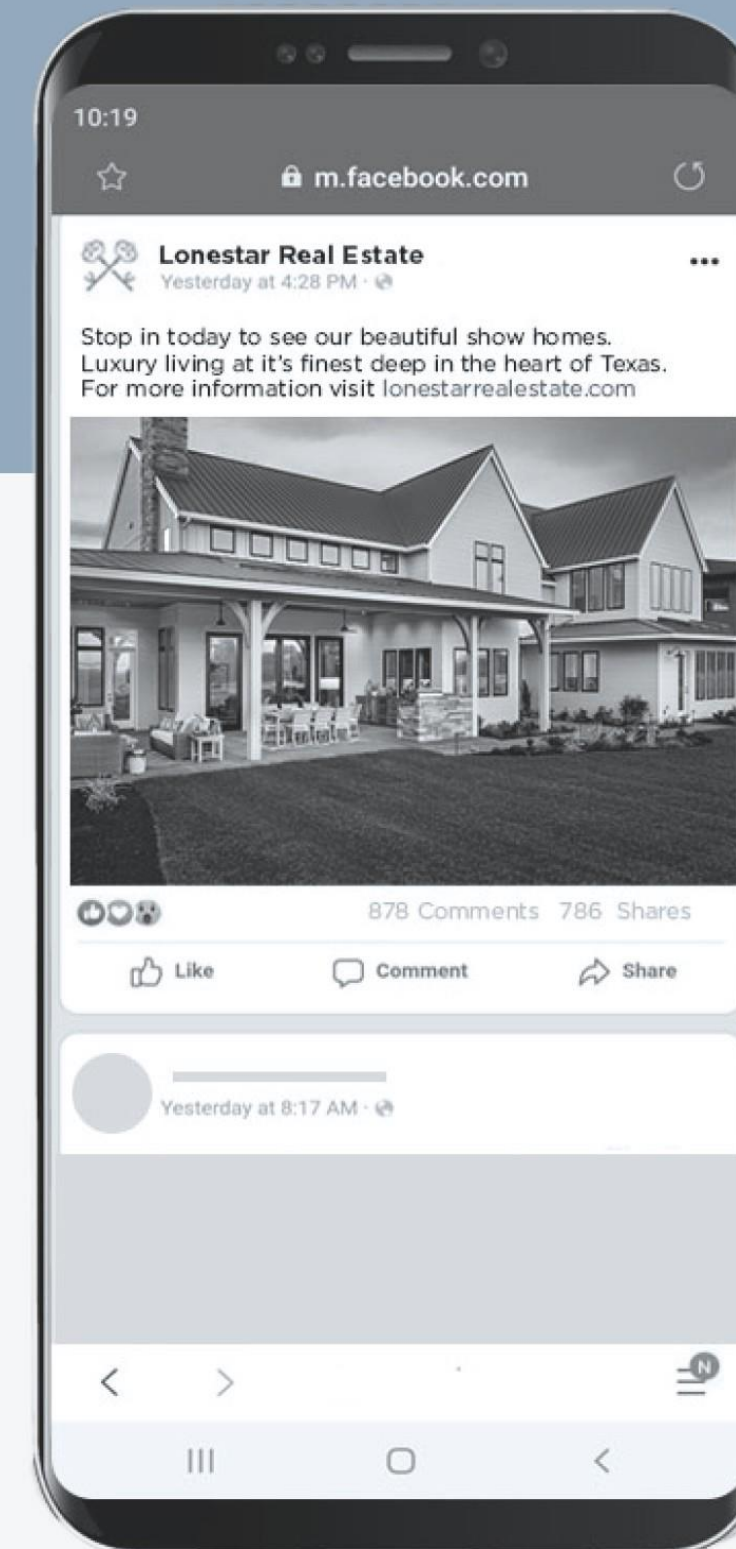 10:19
m.facebook.com
Lonestar Real Estate
Yesterday at 4:28 PM ·
Stop in today to see our beautiful show homes.
Luxury living at it's finest deep in the heart of Texas.
For more information visit lonestarrealestate.com
878 Comments 786 Shares
Like Comment Share
Yesterday at 8:17 AM ·
N